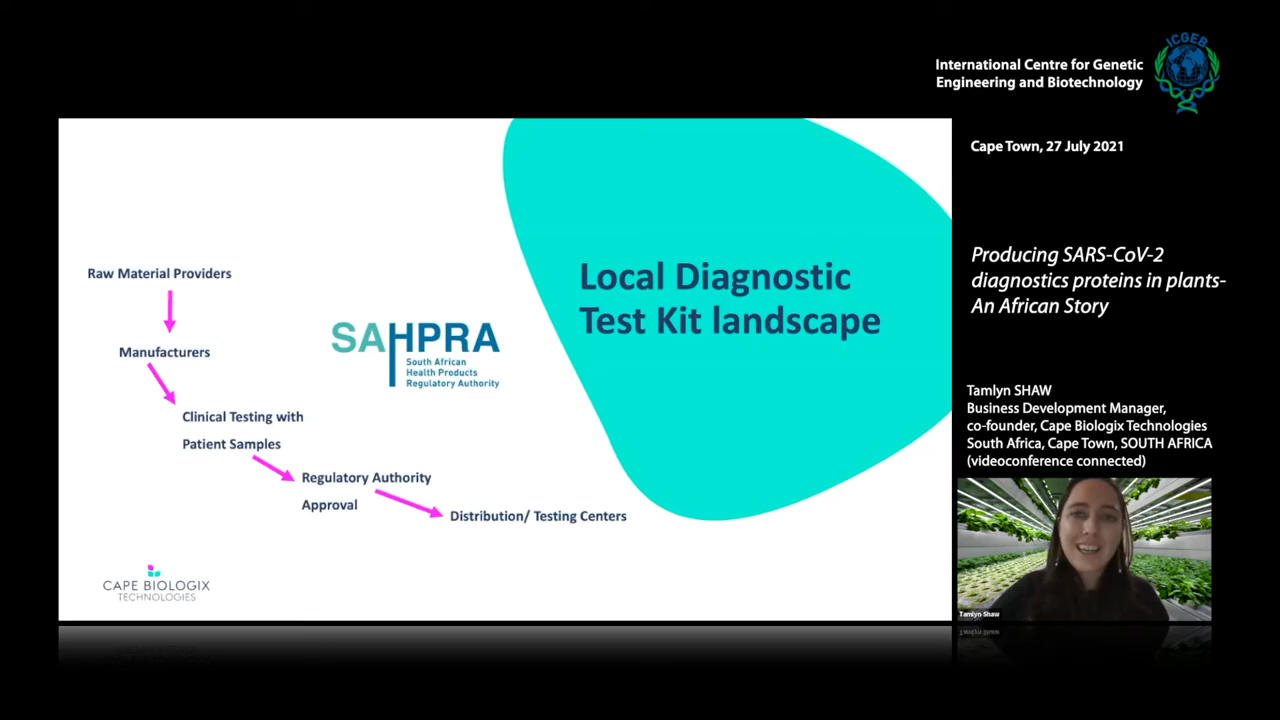 International Centre for Genetic
Engineering and Biotechnology
ICGEB
Cape Town, 27 July 2021
Producing SARS-CoV-2
diagnostics proteins in plants-
An African Story
Tamlyn SHAW
Business Development Manager,
co-founder, Cape Biologix Technologies
South Africa, Cape Town, SOUTH AFRICA
(videoconference connected)
Tamlyn Shaw
Local Diagnostic
Test Kit landscape
Raw Material Providers
Manufacturers
Clinical Testing with
Patient Samples
Regulatory Authority
Approval
Distribution/ Testing Centers
SAHPRA
South African
Health Products
Regulatory Authority
CAPE BIOLOGIX
TECHNOLOGIES